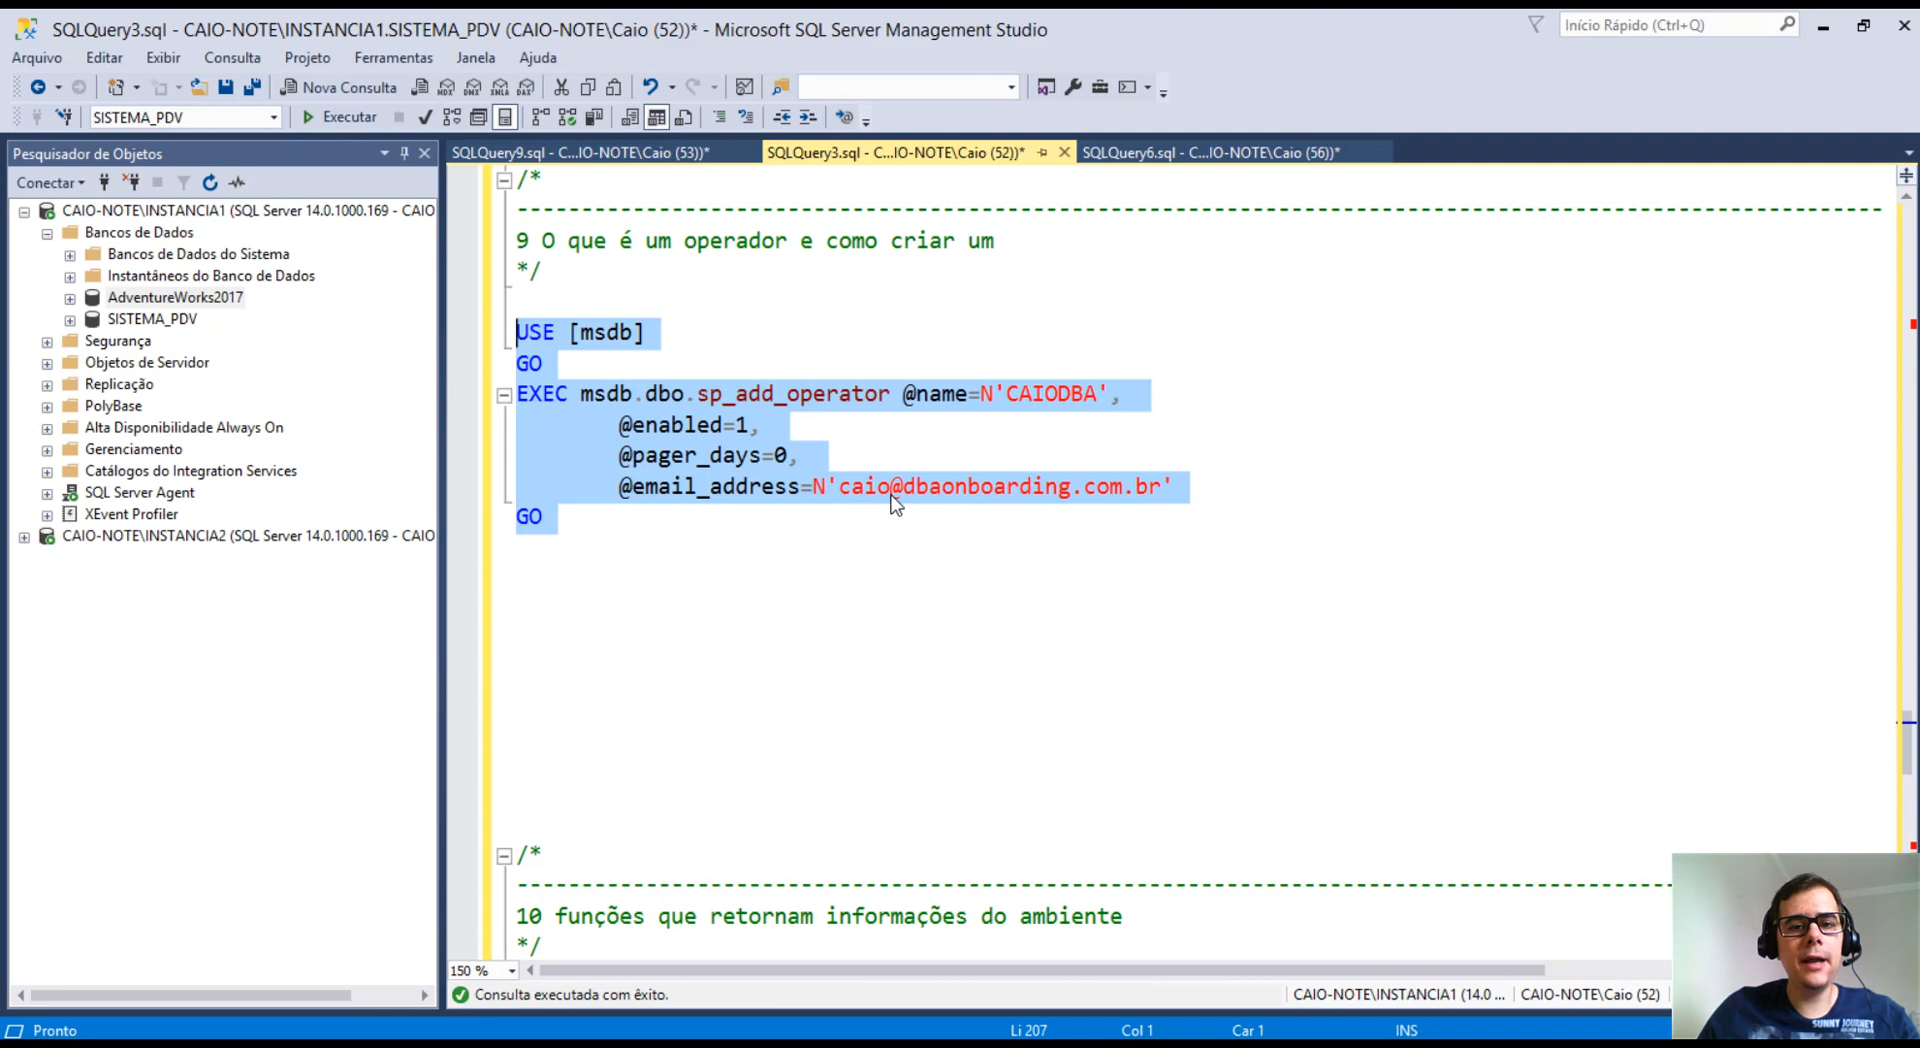 SQLQuery3.sql - CAIO-NOTE\INSTANCIA1.SISTEMA_PDV (CAIO-NOTE\Caio (52))* - Microsoft SQL Server Management Studio
Início Rápido (Ctrl+Q)
Arquivo Editar Exibir Consulta Projeto Ferramentas Janela Ajuda
Nova Consulta MDX DMX XMLA DAX
SISTEMA_PDV Executar
Pesquisador de Objetos
SQLQuery9.sql - C...IO-NOTE\Caio (53))* SQLQuery3.sql - C...IO-NOTE\Caio (52))* SQLQuery6.sql - C...IO-NOTE\Caio (56))*
Conectar
CAIO-NOTE\INSTANCIA1 (SQL Server 14.0.1000.169 - CAIO
Bancos de Dados
Bancos de Dados do Sistema
Instantâneos do Banco de Dados
AdventureWorks2017
SISTEMA_PDV
Segurança
Objetos de Servidor
Replicação
PolyBase
Alta Disponibilidade Always On
Gerenciamento
Catálogos do Integration Services
SQL Server Agent
XEvent Profiler
CAIO-NOTE\INSTANCIA2 (SQL Server 14.0.1000.169 - CAIO
/*
9 O que é um operador e como criar um
*/
USE [msdb]
GO
EXEC msdb.dbo.sp_add_operator @name=N'CAIODBA',
@enabled=1,
@pager_days=0,
@email_address=N'caio@dbaonboarding.com.br'
GO
/*
10 funções que retornam informações do ambiente
*/
150 %
Consulta executada com êxito. CAIO-NOTE\INSTANCIA1 (14.0 ... CAIO-NOTE\Caio (52)
Pronto Li 207 Col 1 Car 1 INS
SUNNY JOURNEY